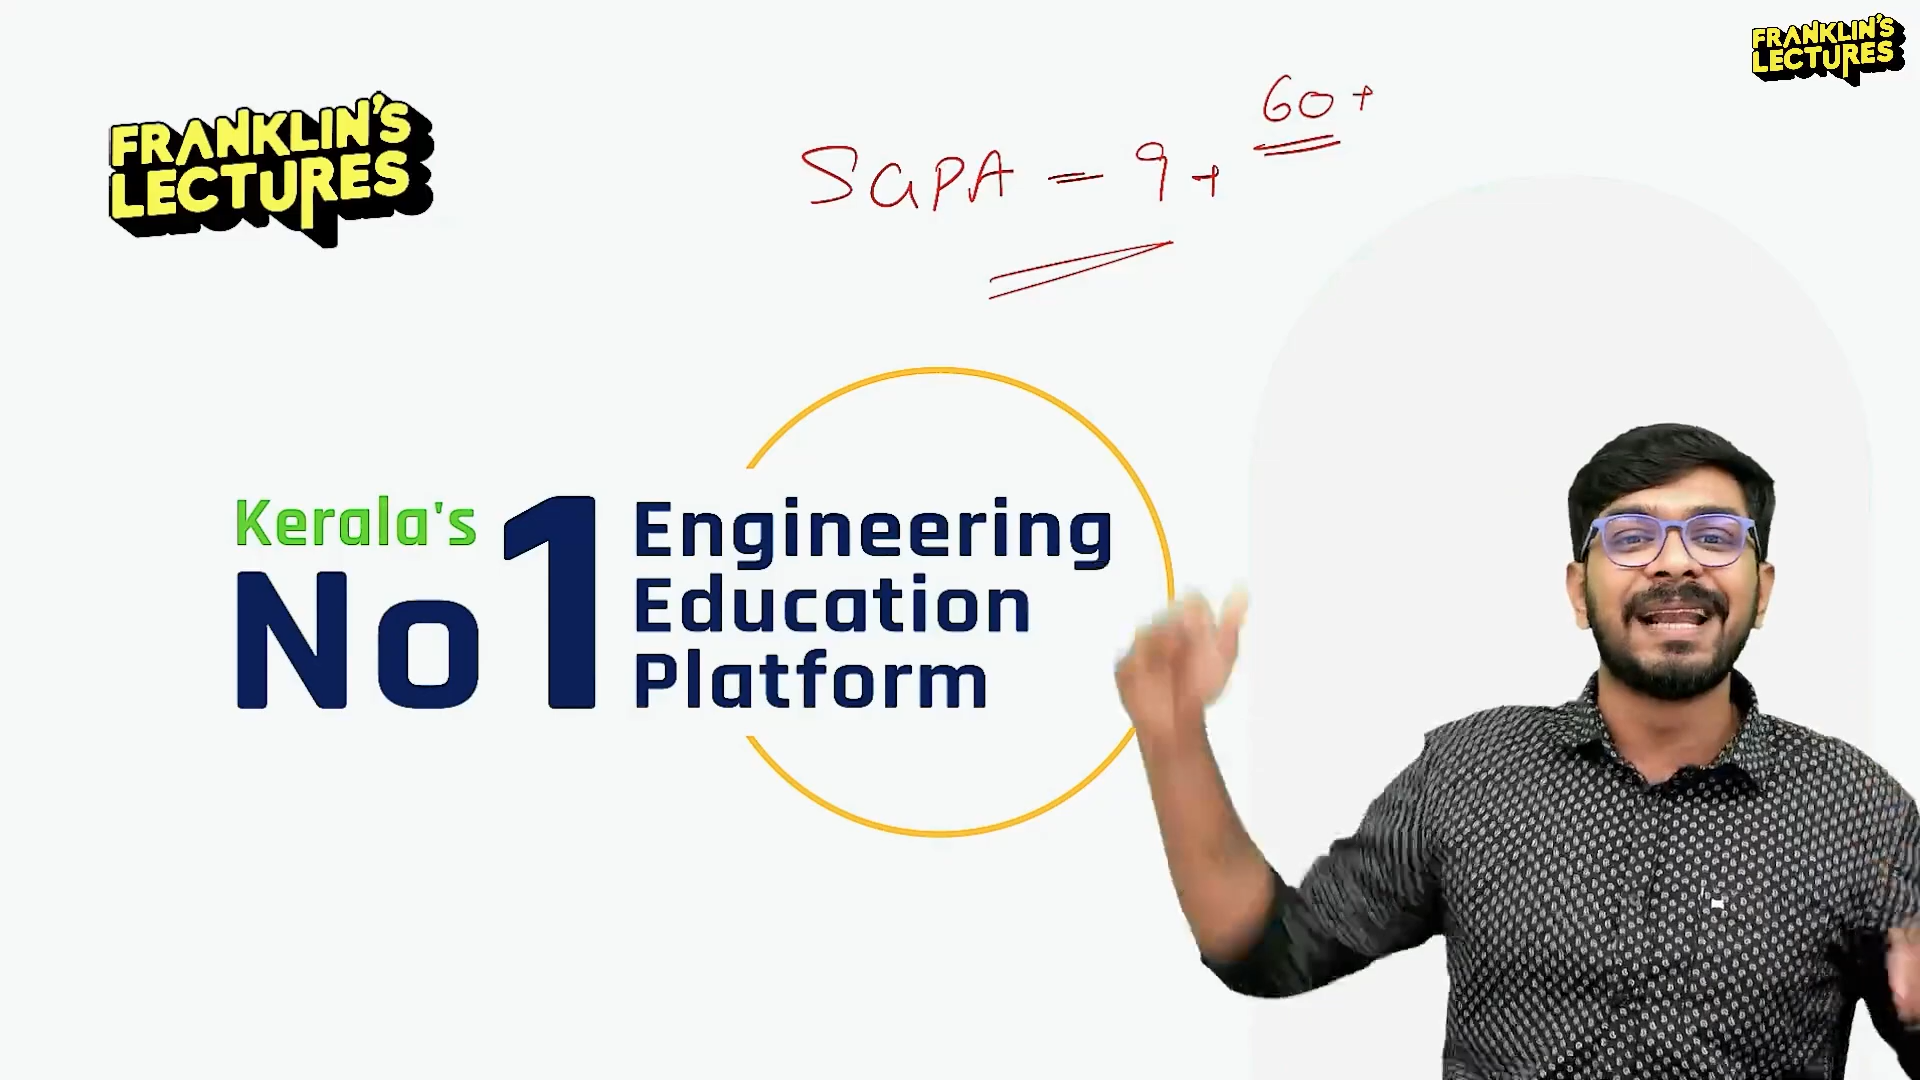 FRANKLIN'S
LECTURES
FRANKLIN'S
LECTURES
60+
SGPA = 9+
Kerala's
No 1
Engineering
Education
Platform